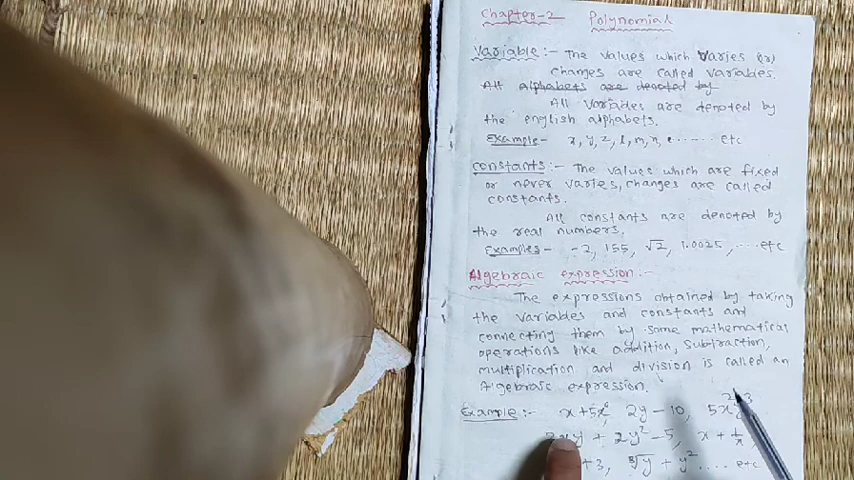 Chapter-2 Polynomial
Variable:- The values which varies (or)
changes are called variables.
All alphabets are denoted by
All variables are denoted by
the english alphabets.
Example- x, y, z, l, m, n, ...... etc
Constants:- The values which are fixed
or never varies, changes are called
constants.
All constants are denoted by
the real numbers.
Examples- -2, 155, √2, 1.0025, ....etc
Algebraic expression:-
The expressions obtained by taking
the variables and constants and
connecting them by some mathematical
operations like addition, subtraction,
multiplication and division is called an
Algebraic expression.
Example:- x + 5x⁶, 2y - 10,
y + 2y² - 5, x + 1/x
+ 3, + y² .... etc